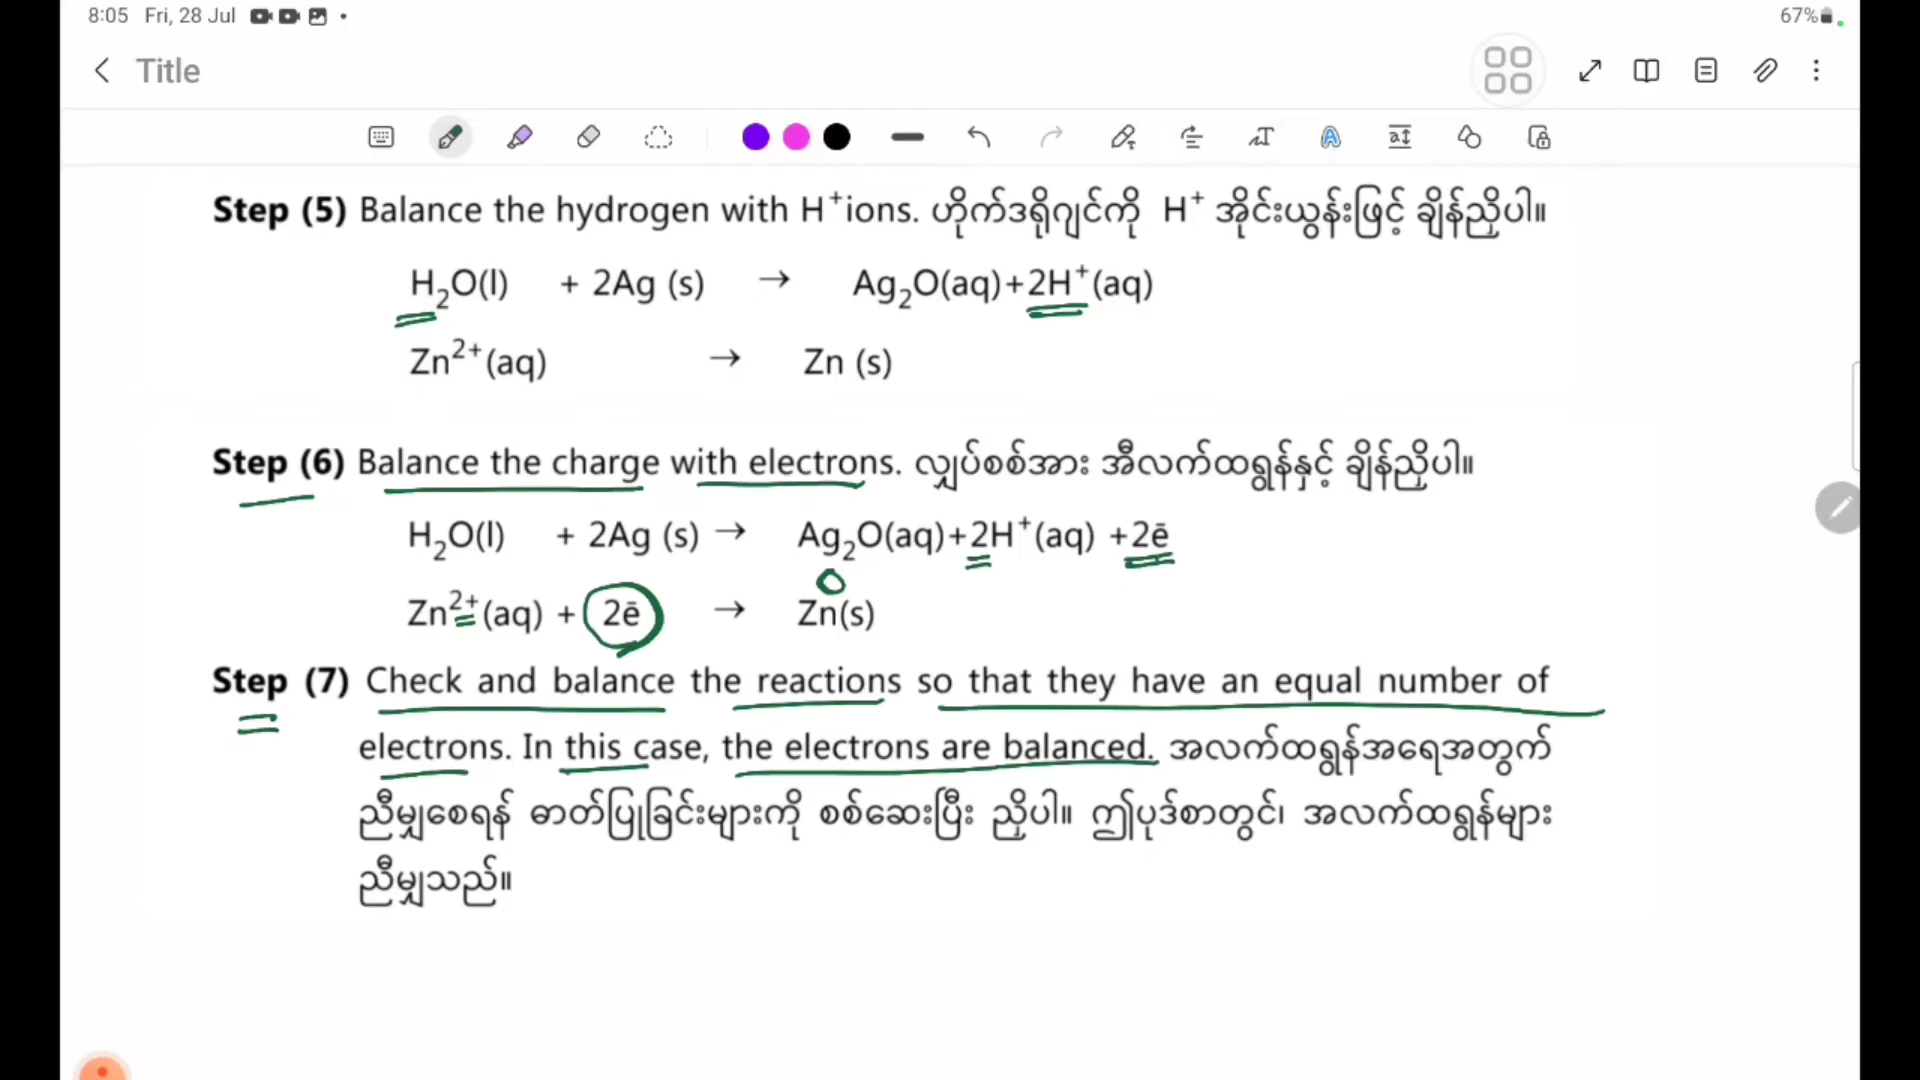 8:05 Fri, 28 Jul
67%
Title
Step (5) Balance the hydrogen with H⁺ions. ဟိုက်ဒရိုဂျင်ကို H⁺ အိုင်းယွန်းဖြင့် ချိန်ညှိပါ။
H₂O(l) + 2Ag (s) → Ag₂O(aq)+2H⁺(aq)
Zn²⁺(aq) → Zn (s)
Step (6) Balance the charge with electrons. လျှပ်စစ်အား အီလက်ထရွန်နှင့် ချိန်ညှိပါ။
H₂O(l) + 2Ag (s) → Ag₂O(aq)+2H⁺(aq) +2ē
Zn²⁺(aq) + 2ē → Zn(s)
Step (7) Check and balance the reactions so that they have an equal number of
electrons. In this case, the electrons are balanced. အလက်ထရွန်အရေအတွက်
ညီမျှစေရန် ဓာတ်ပြုခြင်းများကို စစ်ဆေးပြီး ညှိပါ။ ဤပုဒ်စာတွင်၊ အလက်ထရွန်များ
ညီမျှသည်။